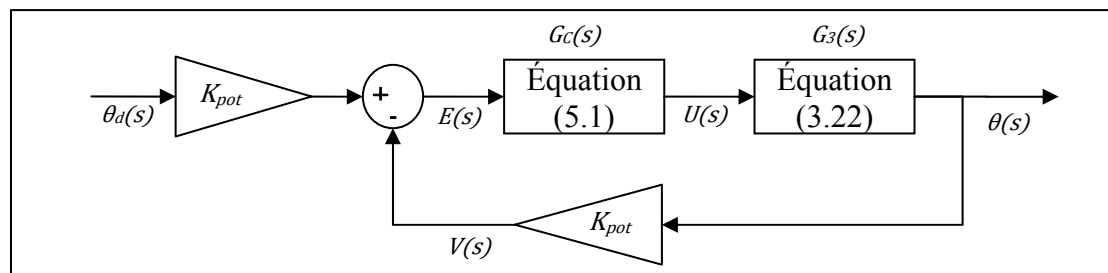 G_C(s)
G_3(s)
K_pot
+
-
Équation
(5.1)
Équation
(3.22)
θ_d(s)
E(s)
U(s)
θ(s)
K_pot
V(s)